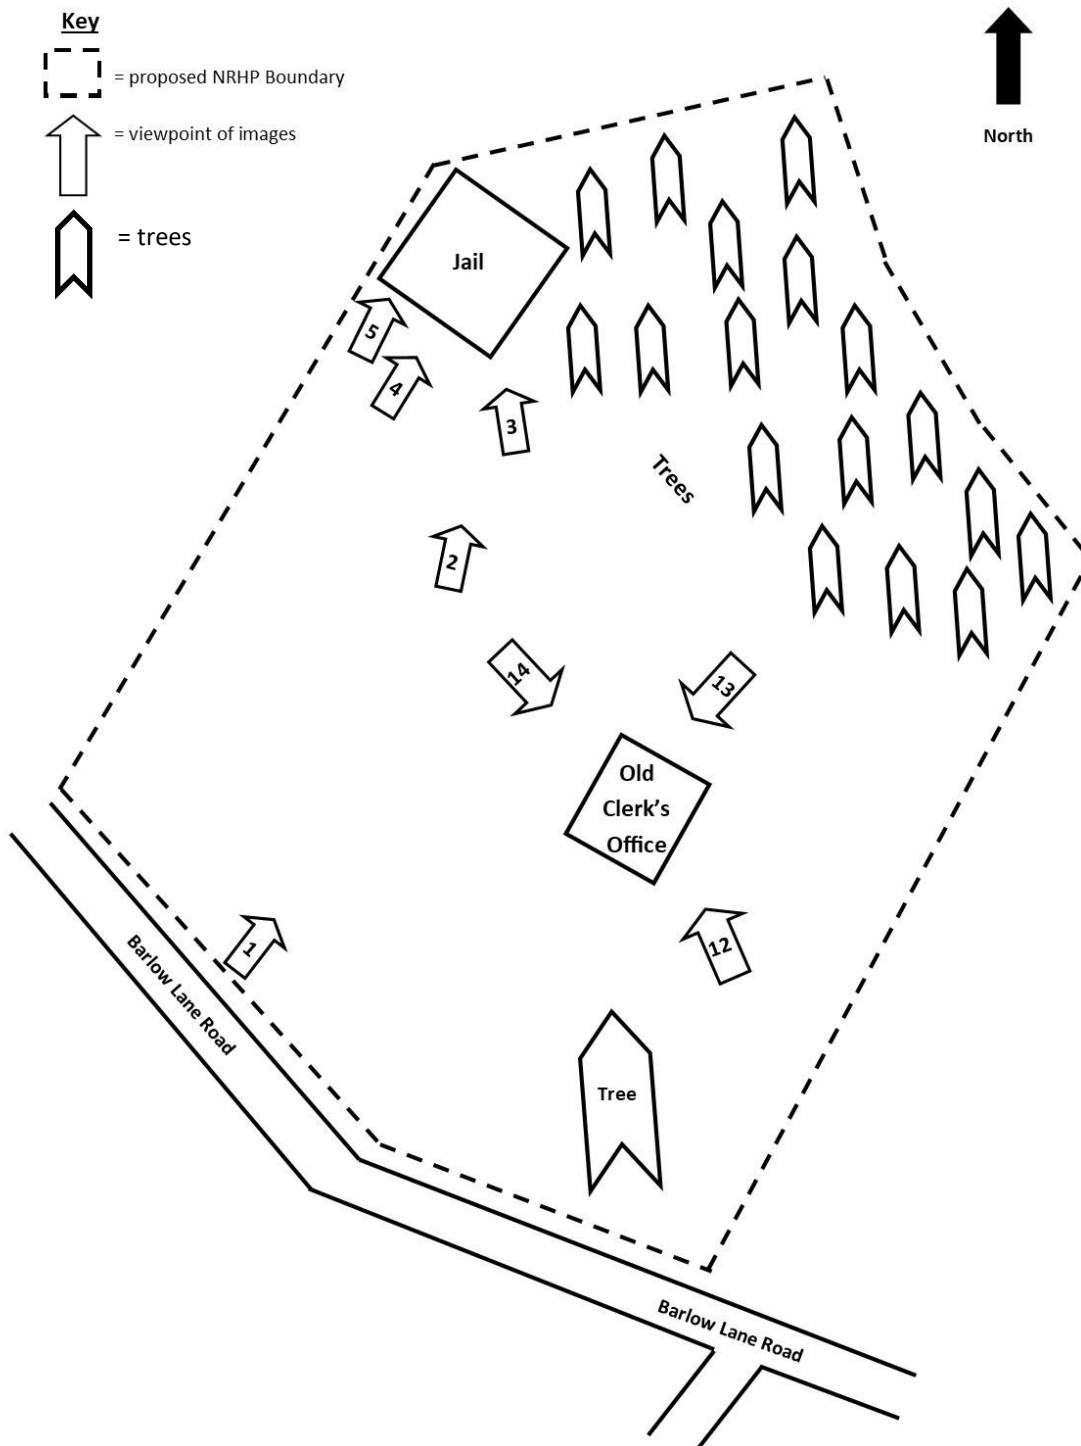 Key
= proposed NRHP Boundary
= viewpoint of images
= trees
North
Jail
5
4
3
Trees
2
14
13
Old
Clerk's
Office
1
12
Barlow Lane Road
Tree
Barlow Lane Road